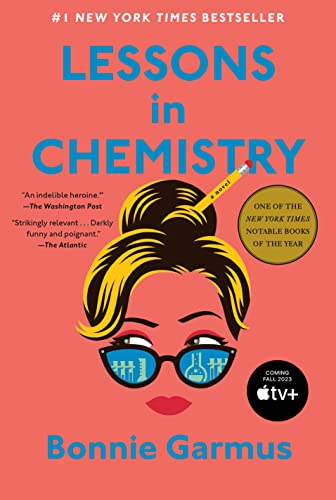 #1 NEW YORK TIMES BESTSELLER
LESSONS
in
CHEMISTRY
a novel
"An indelible heroine."
—The Washington Post
"Strikingly relevant . . . Darkly
funny and poignant."
—The Atlantic
ONE OF THE
NEW YORK TIMES
NOTABLE BOOKS
OF THE YEAR
COMING
FALL 2023
tv+
Bonnie Garmus